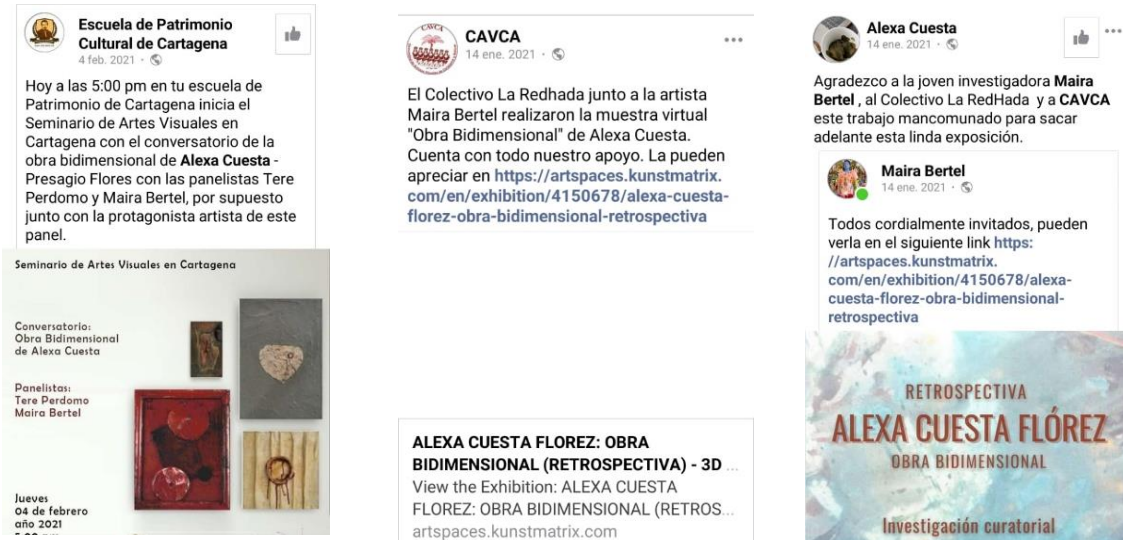 Escuela de Patrimonio
Cultural de Cartagena
4 feb. 2021 ·
Hoy a las 5:00 pm en tu escuela de
Patrimonio de Cartagena inicia el
Seminario de Artes Visuales en
Cartagena con el conversatorio de la
obra bidimensional de Alexa Cuesta -
Presagio Flores con las panelistas Tere
Perdomo y Maira Bertel, por supuesto
junto con la protagonista artista de este
panel.
Seminario de Artes Visuales en Cartagena
Conversatorio:
Obra Bidimensional
de Alexa Cuesta
Panelistas:
Tere Perdomo
Maira Bertel
Jueves
04 de febrero
año 2021
CAVCA
CAVCA
14 ene. 2021 ·
El Colectivo La Redhada junto a la artista
Maira Bertel realizaron la muestra virtual
"Obra Bidimensional" de Alexa Cuesta.
Cuenta con todo nuestro apoyo. La pueden
apreciar en https://artspaces.kunstmatrix.
com/en/exhibition/4150678/alexa-cuesta-
florez-obra-bidimensional-retrospectiva
ALEXA CUESTA FLOREZ: OBRA
BIDIMENSIONAL (RETROSPECTIVA) - 3D ...
View the Exhibition: ALEXA CUESTA
FLOREZ: OBRA BIDIMENSIONAL (RETROS...
artspaces.kunstmatrix.com
Alexa Cuesta
14 ene. 2021 ·
Agradezco a la joven investigadora Maira
Bertel , al Colectivo La RedHada y a CAVCA
este trabajo mancomunado para sacar
adelante esta linda exposición.
Maira Bertel
14 ene. 2021 ·
Todos cordialmente invitados, pueden
verla en el siguiente link https:
//artspaces.kunstmatrix.
com/en/exhibition/4150678/alexa-
cuesta-florez-obra-bidimensional-
retrospectiva
RETROSPECTIVA
ALEXA CUESTA FLÓREZ
OBRA BIDIMENSIONAL
Investigación curatorial